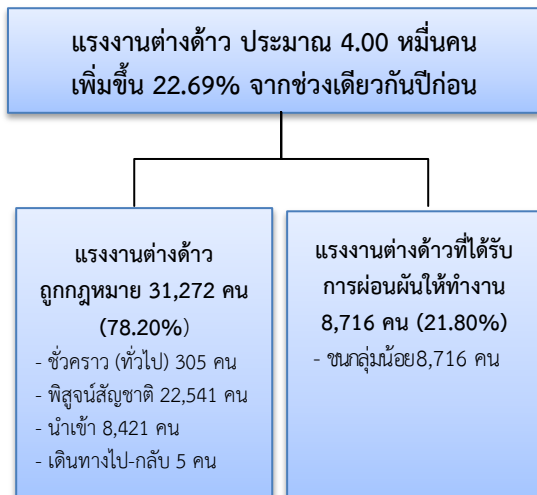 แรงงานต่างด้าว ประมาณ 4.00 หมื่นคน
เพิ่มขึ้น 22.69% จากช่วงเดียวกันปีก่อน
แรงงานต่างด้าว
ถูกกฎหมาย 31,272 คน
(78.20%)
- ชั่วคราว (ทั่วไป) 305 คน
- พิสูจน์สัญชาติ 22,541 คน
- นำเข้า 8,421 คน
- เดินทางไป-กลับ 5 คน
แรงงานต่างด้าวที่ได้รับ
การผ่อนผันให้ทำงาน
8,716 คน (21.80%)
- ชนกลุ่มน้อย8,716 คน